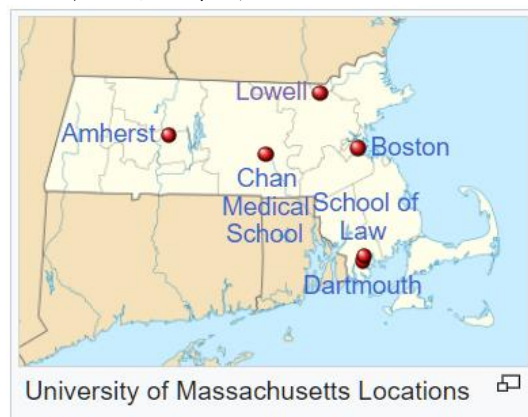 Lowell
Amherst
Boston
Chan
Medical
School
School of
Law
Dartmouth
University of Massachusetts Locations